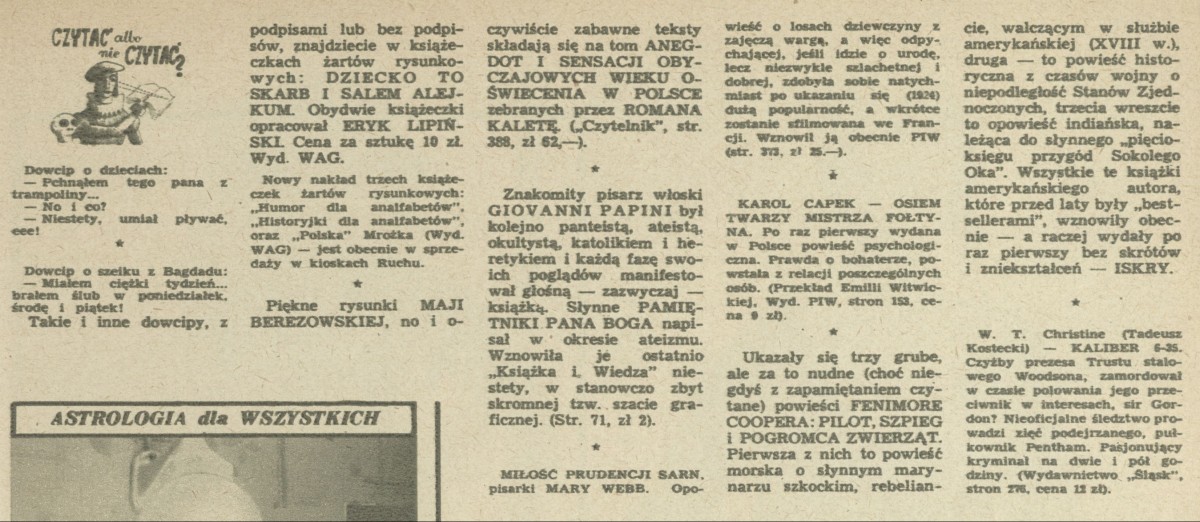 CZYTAĆ albo
nie CZYTAĆ?
Dowcip o dzieciach:
— Pchnąłem tego pana z
trampoliny...
— No i co?
— Niestety, umiał pływać,
eee!
★
Dowcip o szeiku z Bagdadu:
— Miałem ciężki tydzień...
brałem ślub w poniedziałek,
środę i piątek!
Takie i inne dowcipy, z
podpisami lub bez podpi-
sów, znajdziecie w książe-
czkach żartów rysunko-
wych: DZIECKO TO
SKARB I SALEM ALEJ-
KUM. Obydwie książeczki
opracował ERYK LIPIŃ-
SKI. Cena za sztukę 10 zł.
Wyd. WAG.
Nowy nakład trzech książe-
czek żartów rysunkowych:
„Humor dla analfabetów",
„Historyjki dla analfabetów",
oraz „Polska" Mrożka (Wyd.
WAG) — jest obecnie w sprze-
daży w kioskach Ruchu.
★
Piękne rysunki MAJI
BEREZOWSKIEJ, no i o-
czywiście zabawne teksty
składają się na tom ANEG-
DOT I SENSACJI OBY-
CZAJOWYCH WIEKU O-
ŚWIECENIA W POLSCE
zebranych przez ROMANA
KALETĘ. („Czytelnik", str.
388, zł 62,—).
★
Znakomity pisarz włoski
GIOVANNI PAPINI był
kolejno panteistą, ateistą,
okultystą, katolikiem i he-
retykiem i każdą fazę swo-
ich poglądów manifesto-
wał głośną — zazwyczaj —
książką. Słynne PAMIĘ-
TNIKI PANA BOGA napi-
sał w okresie ateizmu.
Wznowiła je ostatnio
„Książka i Wiedza" nie-
stety, w stanowczo zbyt
skromnej tzw. szacie gra-
ficznej. (Str. 71, zł 2).
★
MIŁOŚĆ PRUDENCJI SARN,
pisarki MARY WEBB. Opo-
wieść o losach dziewczyny z
zajęczą wargą, a więc odpy-
chającej, jeśli idzie o urodę,
lecz niezwykle szlachetnej i
dobrej, zdobyła sobie natych-
miast po ukazaniu się (1924)
dużą popularność, a wkrótce
zostanie sfilmowana we Fran-
cji. Wznowił ją obecnie PIW
(str. 373, zł 25.—).
★
KAROL CAPEK — OSIEM
TWARZY MISTRZA FOŁTY-
NA. Po raz pierwszy wydana
w Polsce powieść psychologi-
czna. Prawda o bohaterze, po-
wstała z relacji poszczególnych
osób. (Przekład Emilii Witwic-
kiej, Wyd. PIW, str. 153, ce-
na 9 zł).
★
Ukazały się trzy grube,
ale za to nudne (choć nie-
gdyś z zapamiętaniem czy-
tane) powieści FENIMORE
COOPERA: PILOT, SZPIEG
i POGROMCA ZWIERZĄT.
Pierwsza z nich to powieść
morska o słynnym mary-
narzu szkockim, rebelian-
cie, walczącym w służbie
amerykańskiej (XVIII w.),
druga — to powieść histo-
ryczna z czasów wojny o
niepodległość Stanów Zjed-
noczonych, trzecia wreszcie
to opowieść indiańska, na-
leżąca do słynnego „pięcio-
księgu przygód Sokolego
Oka". Wszystkie te książki
amerykańskiego autora,
które przed laty były „best-
sellerami", wznowiły obec-
nie — a raczej wydały po
raz pierwszy bez skrótów
i zniekształceń — ISKRY.
★
W. T. Christine (Tadeusz
Kostecki) — KALIBER 6-35.
Czyżby prezesa Trustu stalo-
wego Woodsona, zamordował
w czasie polowania jego prze-
ciwnik w interesach, sir Gor-
don? Nieoficjalne śledztwo pro-
wadzi zięć podejrzanego, puł-
kownik Pentham. Pasjonujący
kryminał na dwie i pół go-
dziny. (Wydawnictwo „Śląsk",
stron 276, cena 12 zł).
ASTROLOGIA dla WSZYSTKICH